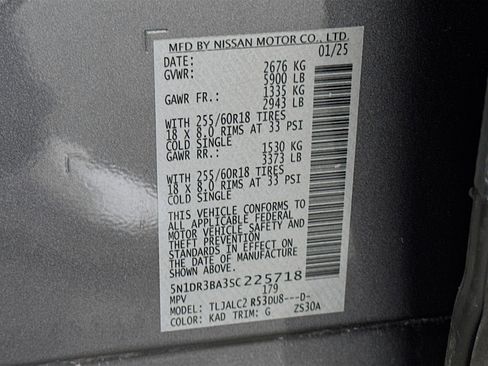 MFD BY NISSAN MOTOR CO., LTD.
DATE: 01/25
GVWR: 2676 KG
5900 LB
GAWR FR.: 1335 KG
2943 LB
WITH 255/60R18 TIRES
18 X 8.0 RIMS AT 33 PSI
COLD SINGLE
GAWR RR.: 1530 KG
3373 LB
WITH 255/60R18 TIRES
18 X 8.0 RIMS AT 33 PSI
COLD SINGLE
THIS VEHICLE CONFORMS TO
ALL APPLICABLE FEDERAL
MOTOR VEHICLE SAFETY AND
THEFT PREVENTION
STANDARDS IN EFFECT ON
THE DATE OF MANUFACTURE
5N1DR3BA3SC225718
MPV 179
MODEL: TLJALC2 R53DU8---D-
COLOR: KAD TRIM: G ZS30A